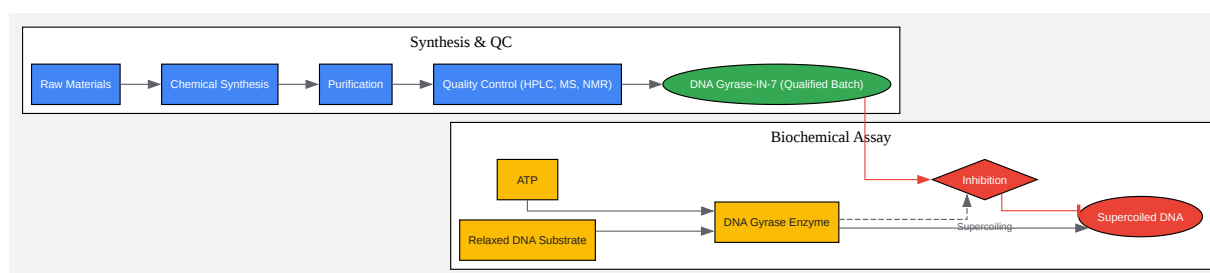 Synthesis & QC
Raw Materials
Chemical Synthesis
Purification
Quality Control (HPLC, MS, NMR)
DNA Gyrase-IN-7 (Qualified Batch)
Biochemical Assay
ATP
Inhibition
Relaxed DNA Substrate
DNA Gyrase Enzyme
Supercoiling
Supercoiled DNA